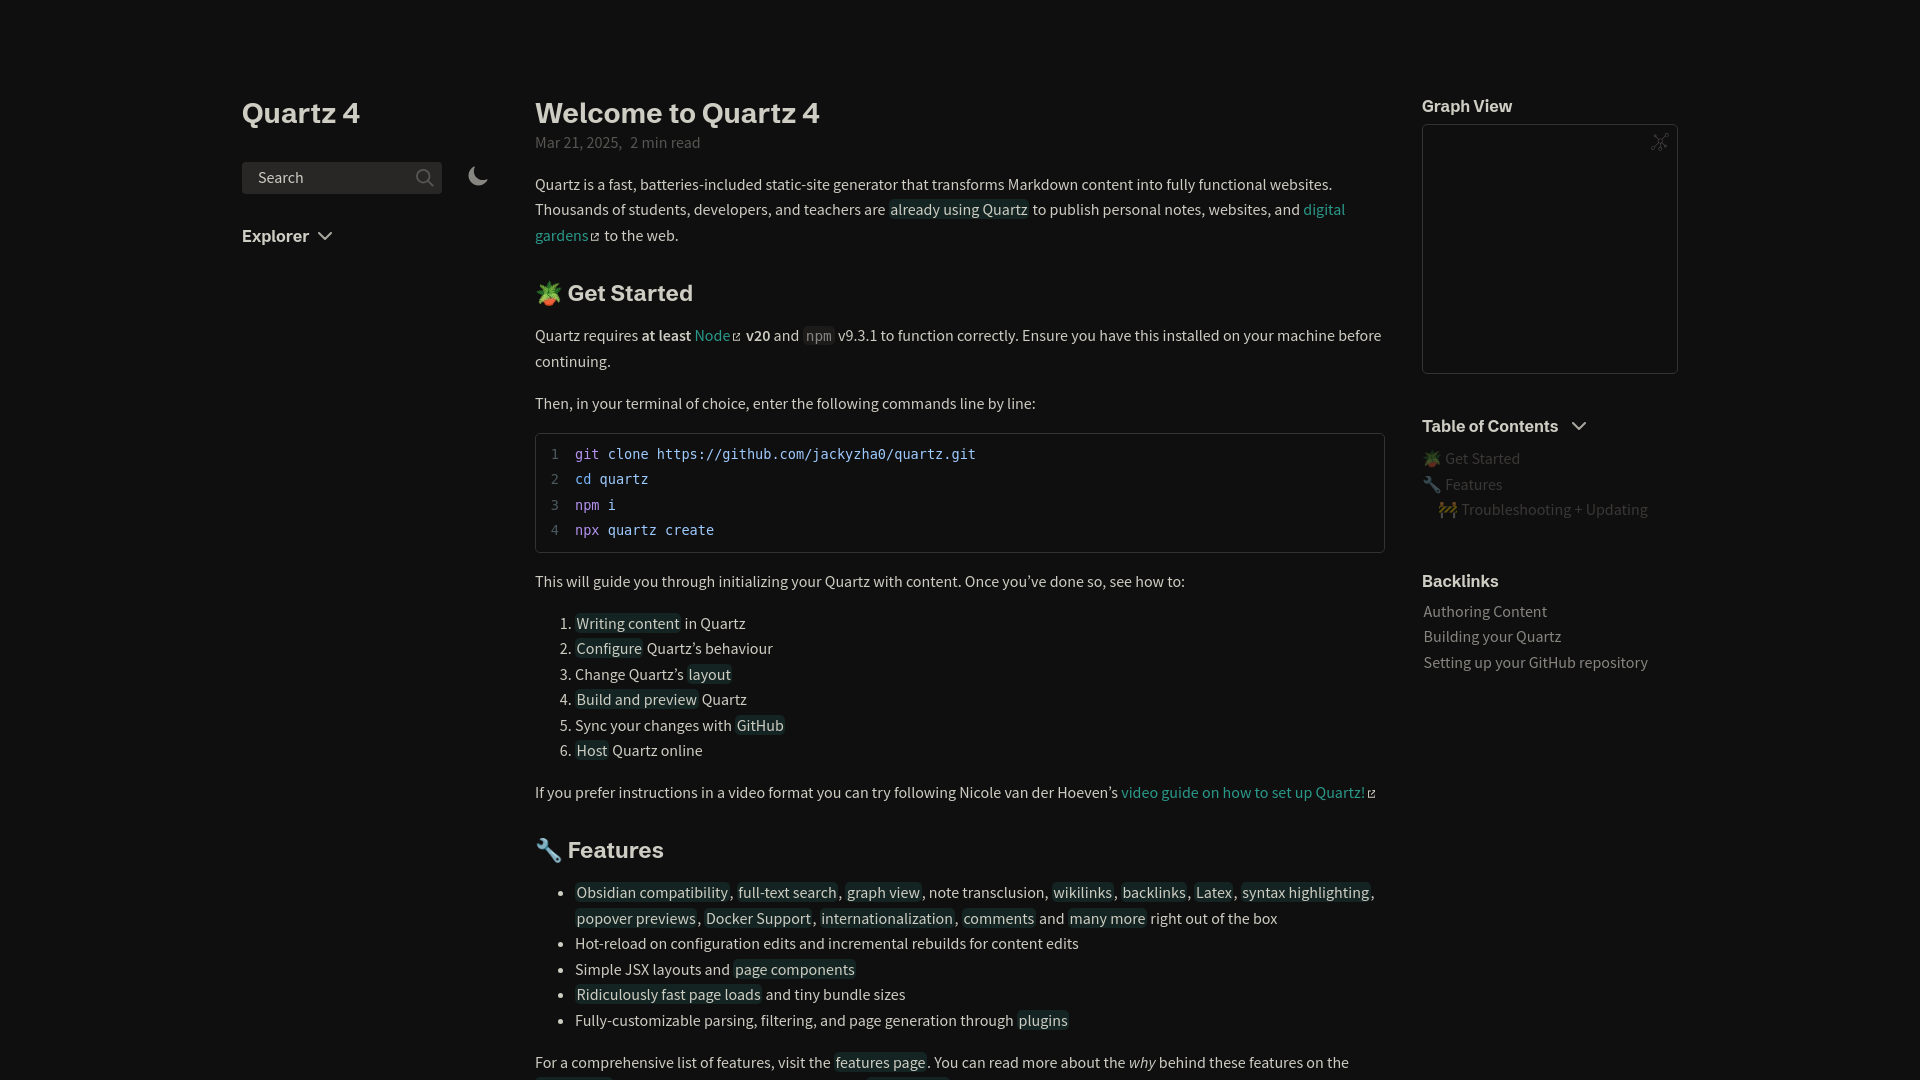 Quartz 4
Search
Explorer
Welcome to Quartz 4
Mar 21, 2025, 2 min read
Quartz is a fast, batteries-included static-site generator that transforms Markdown content into fully functional websites.
Thousands of students, developers, and teachers are already using Quartz to publish personal notes, websites, and digital
gardens to the web.
🪴 Get Started
Quartz requires at least Node v20 and npm v9.3.1 to function correctly. Ensure you have this installed on your machine before
continuing.
Then, in your terminal of choice, enter the following commands line by line:
1 git clone https://github.com/jackyzha0/quartz.git
2 cd quartz
3 npm i
4 npx quartz create
This will guide you through initializing your Quartz with content. Once you’ve done so, see how to:
1. Writing content in Quartz
2. Configure Quartz’s behaviour
3. Change Quartz’s layout
4. Build and preview Quartz
5. Sync your changes with GitHub
6. Host Quartz online
If you prefer instructions in a video format you can try following Nicole van der Hoeven’s video guide on how to set up Quartz!
🔧 Features
• Obsidian compatibility, full-text search, graph view, note transclusion, wikilinks, backlinks, Latex, syntax highlighting,
popover previews, Docker Support, internationalization, comments and many more right out of the box
• Hot-reload on configuration edits and incremental rebuilds for content edits
• Simple JSX layouts and page components
• Ridiculously fast page loads and tiny bundle sizes
• Fully-customizable parsing, filtering, and page generation through plugins
For a comprehensive list of features, visit the features page. You can read more about the why behind these features on the
Graph View
Table of Contents
🪴 Get Started
🔧 Features
🚧 Troubleshooting + Updating
Backlinks
Authoring Content
Building your Quartz
Setting up your GitHub repository